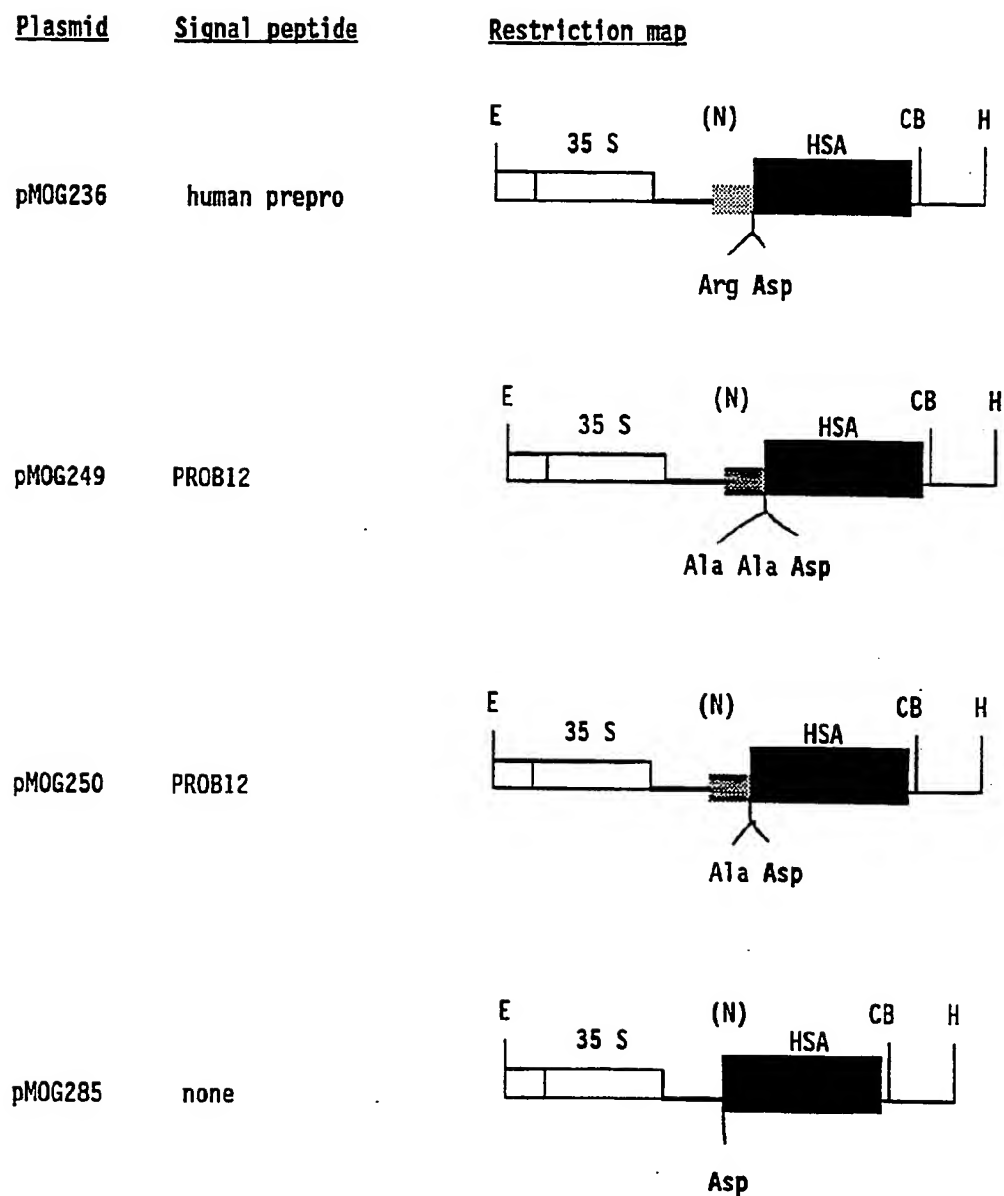 Plasmid Signal peptide Restriction map
E (N) CB H
35 S HSA
pMOG236 human prepro
Arg Asp
E (N) CB H
35 S HSA
pMOG249 PROB12
Ala Ala Asp
E (N) CB H
35 S HSA
pMOG250 PROB12
Ala Asp
E (N) CB H
35 S HSA
pMOG285 none
Asp